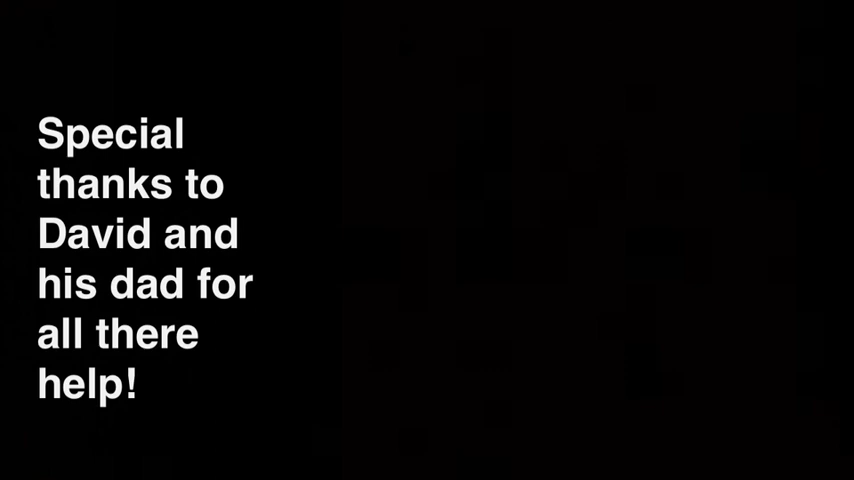 Special
thanks to
David and
his dad for
all there
help!